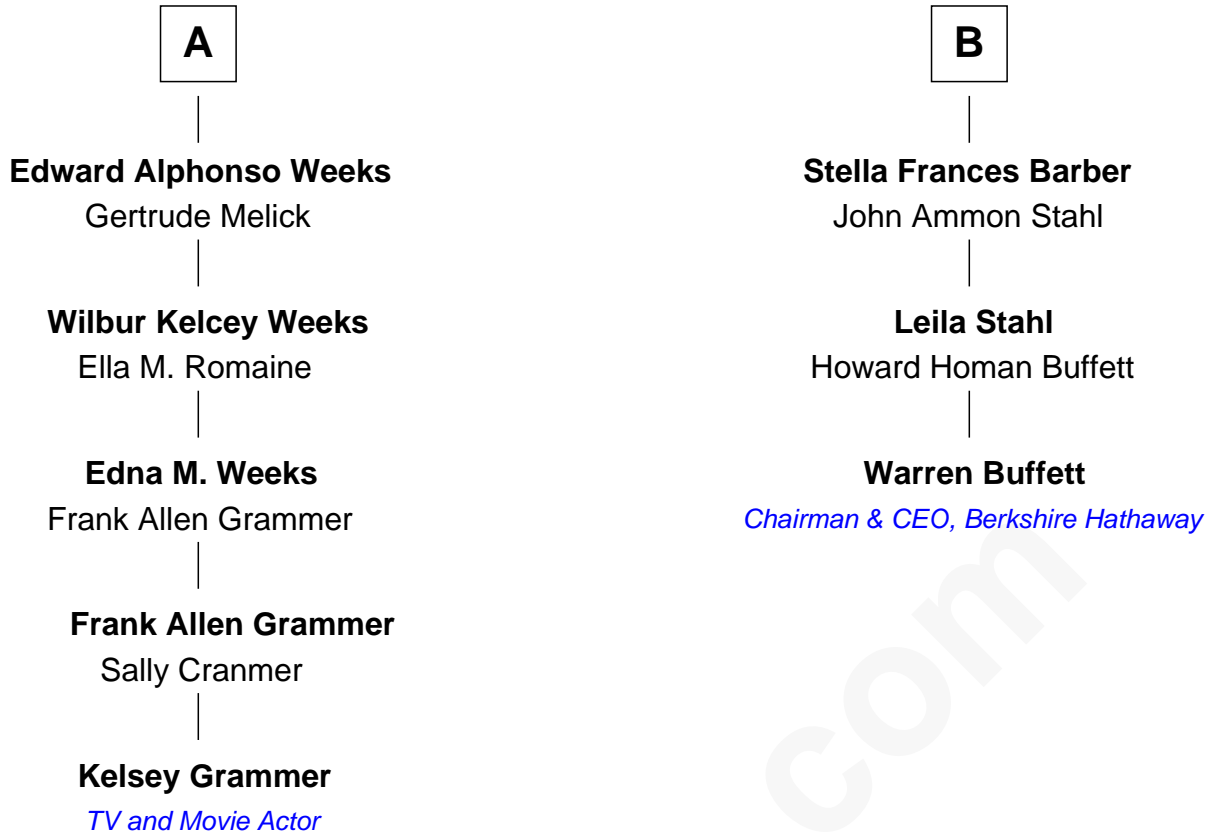 A
Edward Alphonso Weeks
Gertrude Melick
Wilbur Kelcey Weeks
Ella M. Romaine
Edna M. Weeks
Frank Allen Grammer
Frank Allen Grammer
Sally Cranmer
Kelsey Grammer
TV and Movie Actor
B
Stella Frances Barber
John Ammon Stahl
Leila Stahl
Howard Homan Buffett
Warren Buffett
Chairman & CEO, Berkshire Hathaway
com